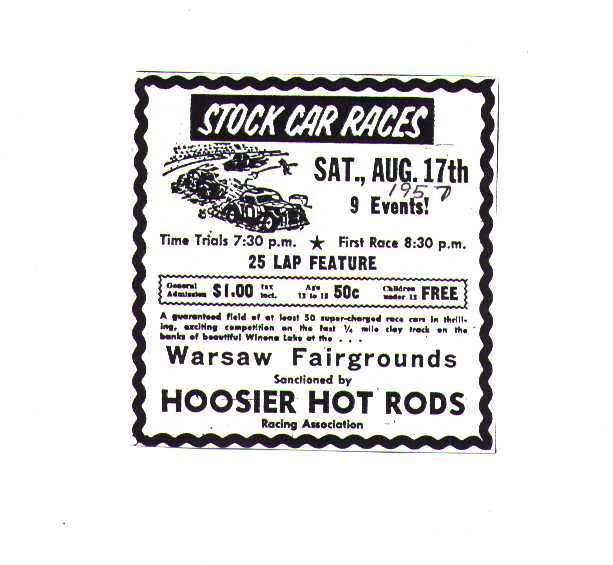 STOCK CAR RACES
SAT., AUG. 17th
1957
9 Events!
Time Trials 7:30 p.m. ★ First Race 8:30 p.m.
25 LAP FEATURE
General Admission $1.00 tax incl. Age 12 to 18 50c Children under 12 FREE
A guaranteed field of at least 50 super-charged race cars in thrill-
ing, exciting competition on the fast ¼ mile clay track on the
banks of beautiful Winona Lake at the . . .
Warsaw Fairgrounds
Sanctioned by
HOOSIER HOT RODS
Racing Association